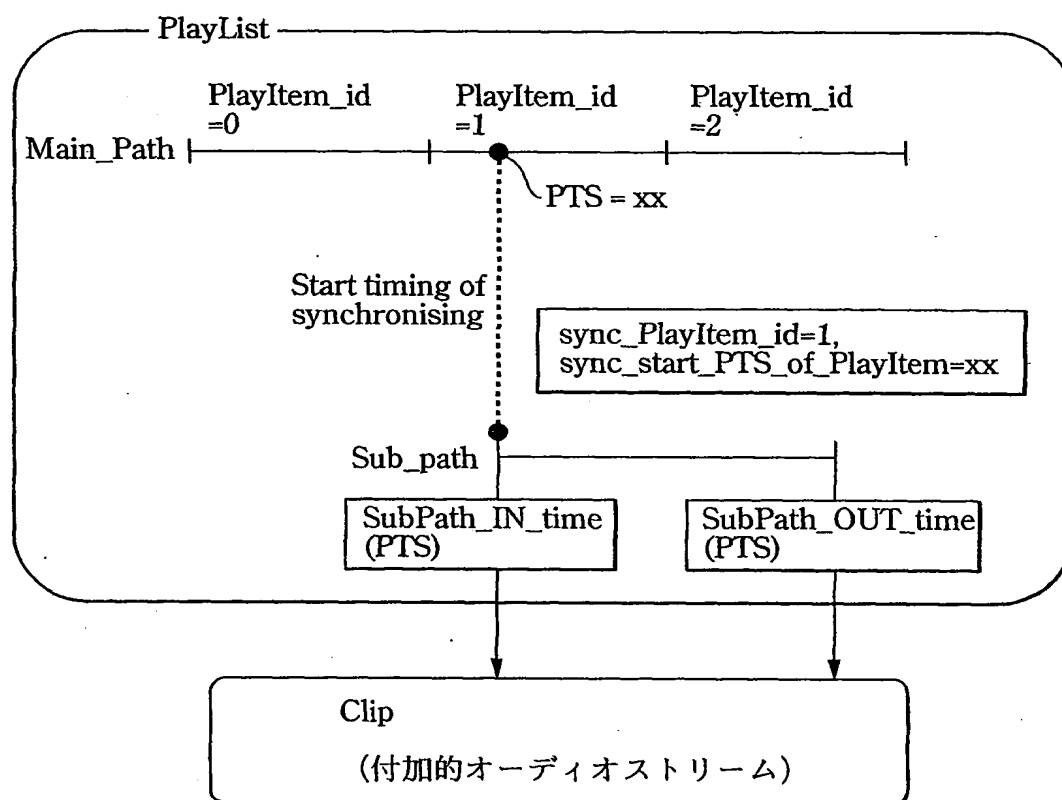 PlayList
PlayItem_id
=0
PlayItem_id
=1
PlayItem_id
=2
Main_Path
PTS = xx
Start timing of
synchronising
sync_PlayItem_id=1,
sync_start_PTS_of_PlayItem=xx
Sub_path
SubPath_IN_time
(PTS)
SubPath_OUT_time
(PTS)
Clip
(付加的オーディオストリーム)